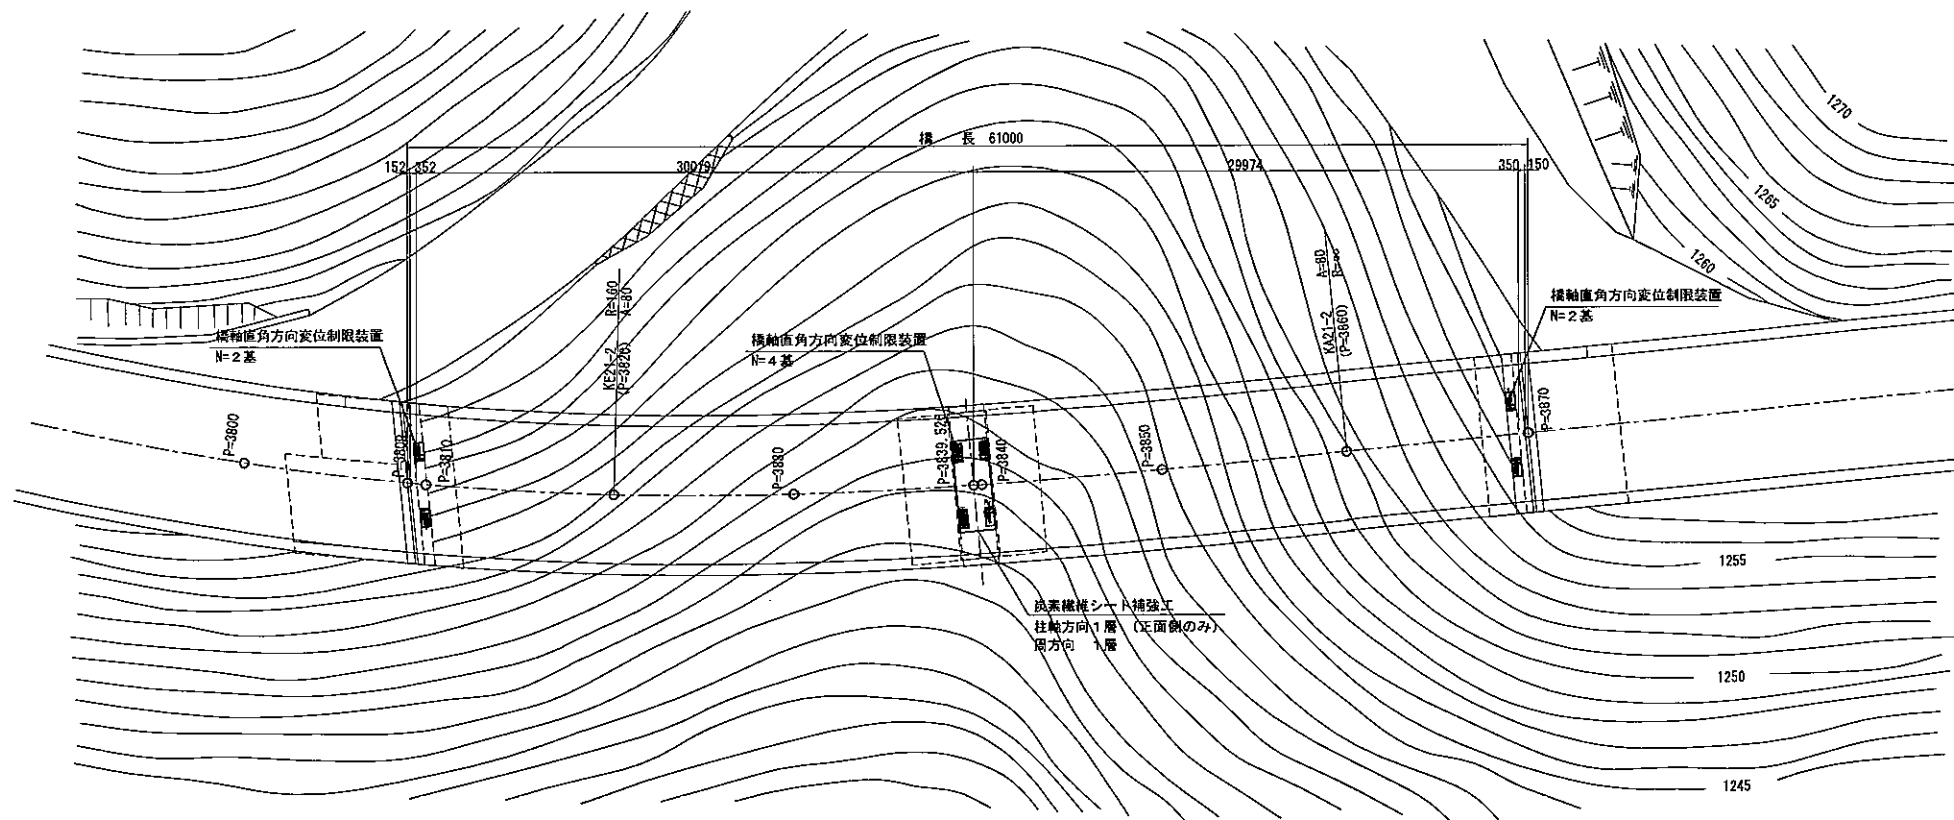 橋 長 61000
152
352
30019
29974
350
150
1270
1265
1260
橋軸直角方向変位制限装置
N=2基
橋軸直角方向変位制限装置
N=4基
橋軸直角方向変位制限装置
N=2基
R=160
A=80
KE21-2
A=80
R=∞
KA21-2
(P=3860)
P=3800
P=3809
P=3810
P=3840
P=3850
P=3870
炭素繊維シート補強工
柱軸方向1層 (正面側のみ)
周方向 1層
1255
1250
1245